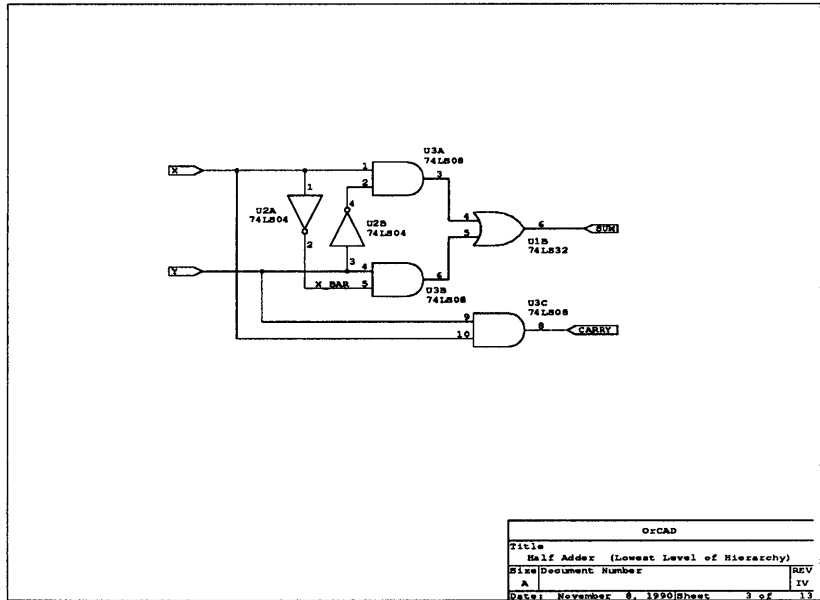 U3A
74LS08
X
1
2
3
1
4
U2A
74LS04
U2B
74LS04
2
3
4
5
6
SUM
U1B
74LS32
Y
4
5
X_BAR
6
U3B
74LS08
U3C
74LS08
9
10
8
CARRY
OrCAD
Title
Half Adder (Lowest Level of Hierarchy)
Size Document Number REV
A IV
Date: November 8, 1990 Sheet 3 of 13